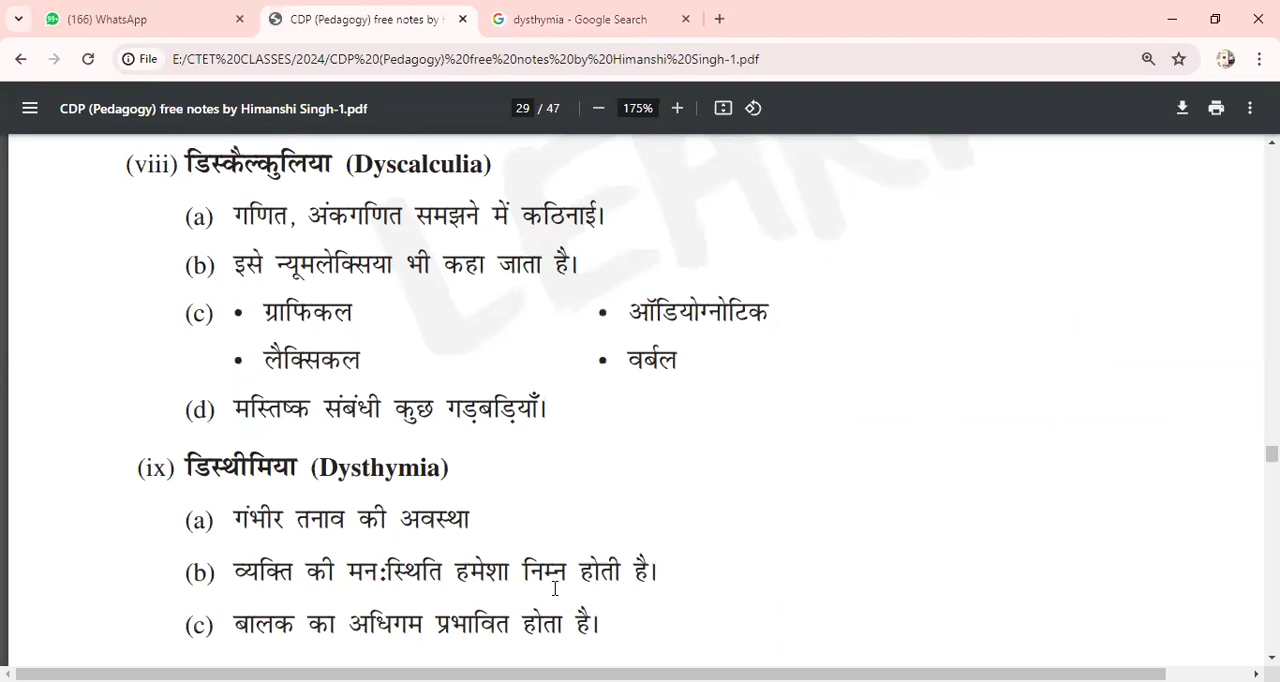 99+ (166) WhatsApp
CDP (Pedagogy) free notes by
dysthymia - Google Search
File E:/CTET%20CLASSES/2024/CDP%20(Pedagogy)%20free%20notes%20by%20Himanshi%20Singh-1.pdf
CDP (Pedagogy) free notes by Himanshi Singh-1.pdf 29 / 47 175%
LEAR
(viii) डिस्कैल्कुलिया (Dyscalculia)
(a) गणित, अंकगणित समझने में कठिनाई।
(b) इसे न्यूमलेक्सिया भी कहा जाता है।
(c) • ग्राफिकल • ऑडियोग्नोटिक
• लैक्सिकल • वर्बल
(d) मस्तिष्क संबंधी कुछ गड़बड़ियाँ।
(ix) डिस्थीमिया (Dysthymia)
(a) गंभीर तनाव की अवस्था
(b) व्यक्ति की मन:स्थिति हमेशा निम्न होती है।
(c) बालक का अधिगम प्रभावित होता है।